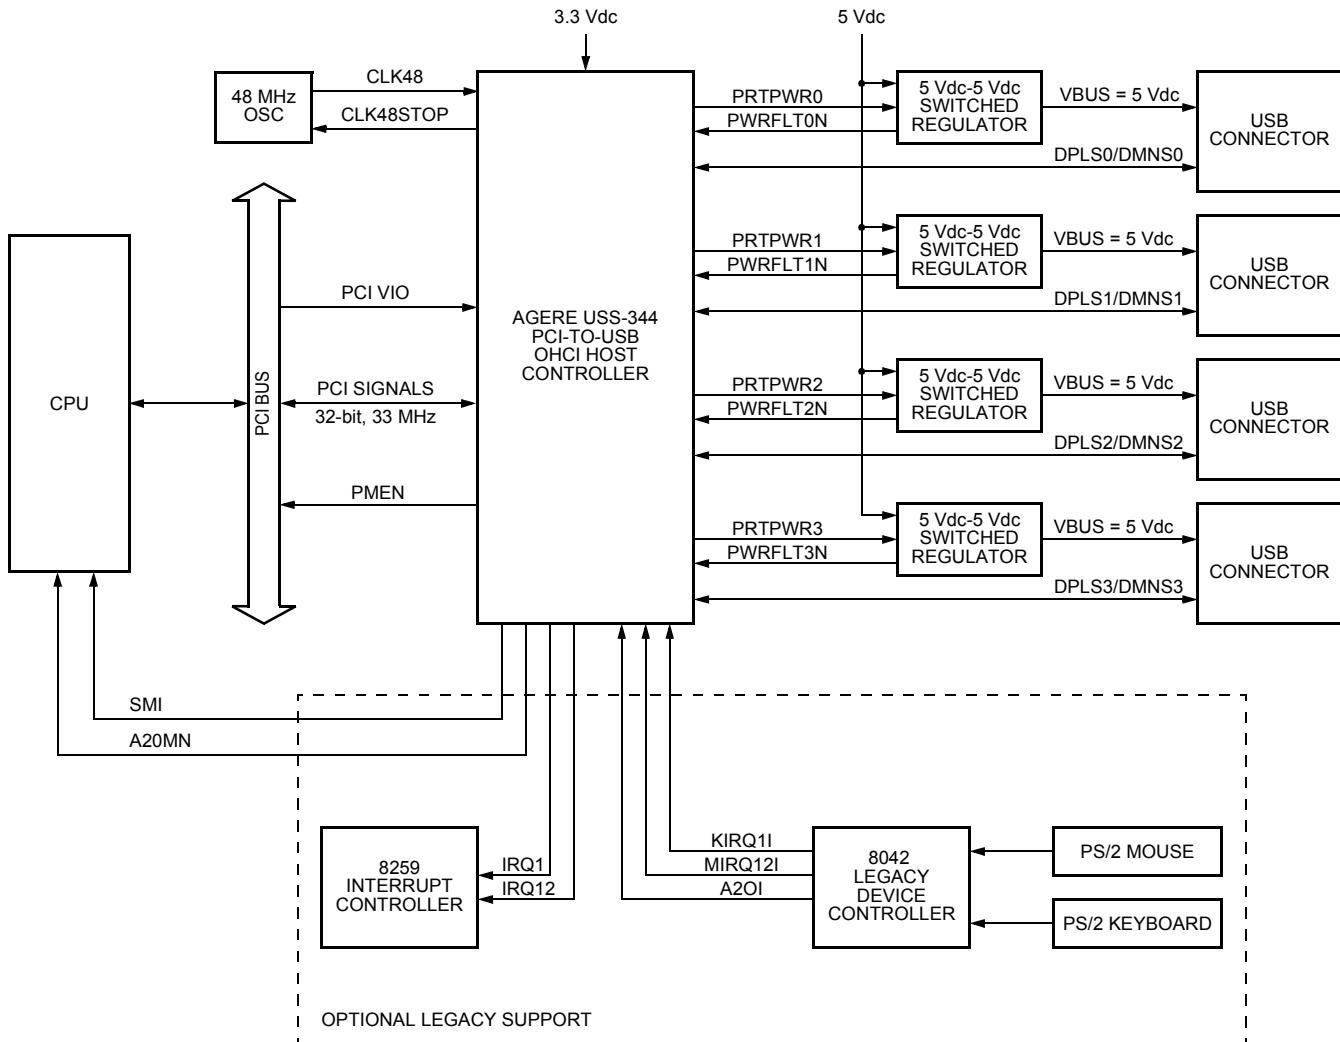 3.3 Vdc
5 Vdc
48 MHz
OSC
CLK48
CLK48STOP
PRTPWR0
PWRFLT0N
5 Vdc-5 Vdc
SWITCHED
REGULATOR
VBUS = 5 Vdc
DPLS0/DMNS0
USB
CONNECTOR
PRTPWR1
PWRFLT1N
5 Vdc-5 Vdc
SWITCHED
REGULATOR
VBUS = 5 Vdc
DPLS1/DMNS1
USB
CONNECTOR
CPU
PCI BUS
PCI VIO
PCI SIGNALS
32-bit, 33 MHz
PMEN
AGERE USS-344
PCI-TO-USB
OHCI HOST
CONTROLLER
PRTPWR2
PWRFLT2N
5 Vdc-5 Vdc
SWITCHED
REGULATOR
VBUS = 5 Vdc
DPLS2/DMNS2
USB
CONNECTOR
PRTPWR3
PWRFLT3N
5 Vdc-5 Vdc
SWITCHED
REGULATOR
VBUS = 5 Vdc
DPLS3/DMNS3
USB
CONNECTOR
SMI
A20MN
8259
INTERRUPT
CONTROLLER
IRQ1
IRQ12
KIRQ1I
MIRQ12I
A2OI
8042
LEGACY
DEVICE
CONTROLLER
PS/2 MOUSE
PS/2 KEYBOARD
OPTIONAL LEGACY SUPPORT